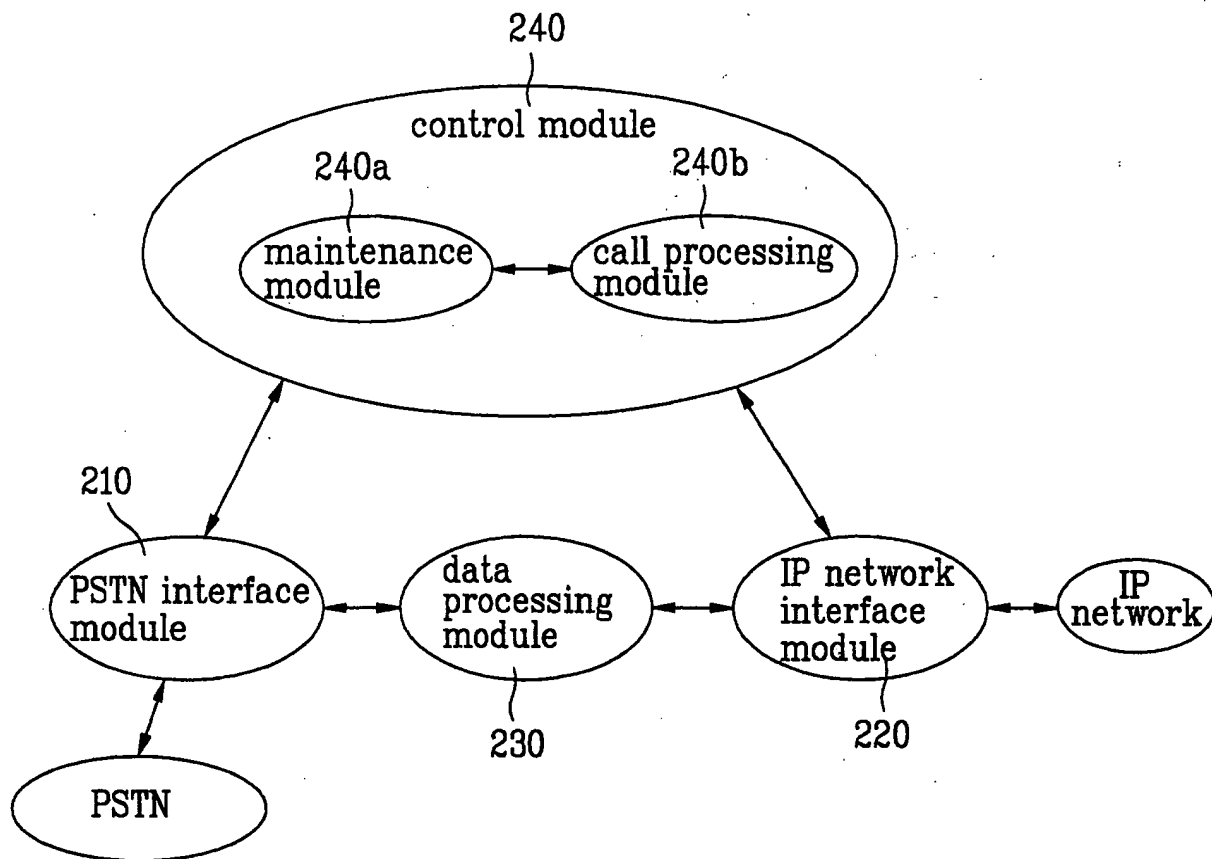 240
control module
240a
240b
maintenance
module
call processing
module
210
PSTN interface
module
data
processing
module
IP network
interface
module
IP
network
230
220
PSTN